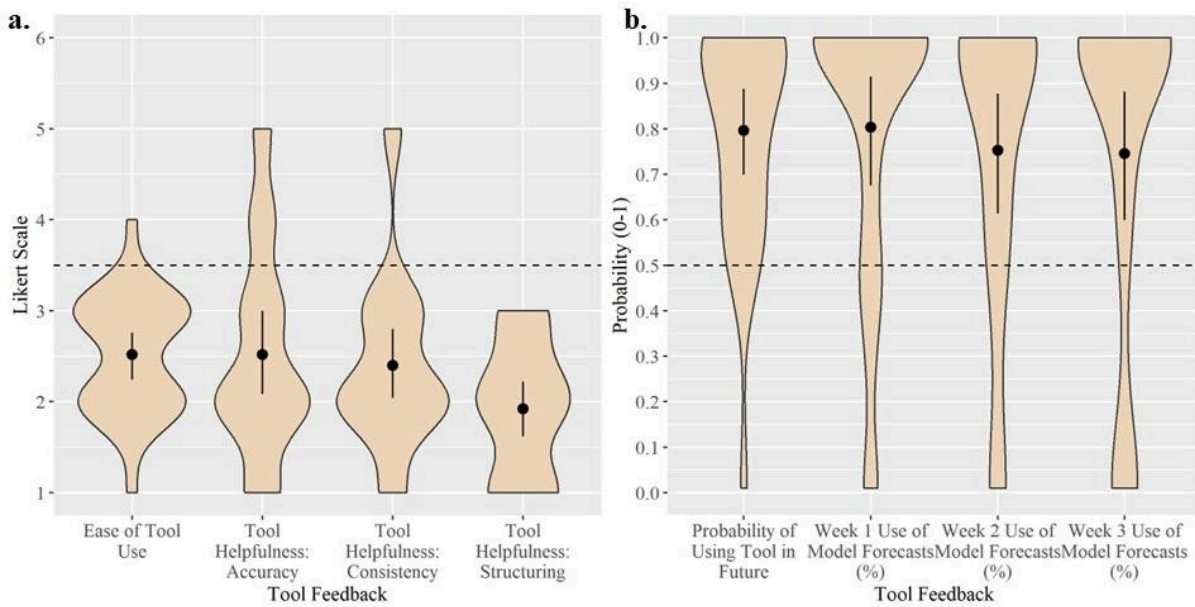 a.
Likert Scale
6
5
4
3
2
1
Ease of Tool
Use
Tool
Helpfulness:
Accuracy
Tool
Helpfulness:
Consistency
Tool
Helpfulness:
Structuring
Tool Feedback
b.
Probability (0-1)
1.0
0.9
0.8
0.7
0.6
0.5
0.4
0.3
0.2
0.1
0.0
Probability of
Using Tool in
Future
Week 1 Use of
Model Forecasts
(%)
Week 2 Use of
Model Forecasts
(%)
Week 3 Use of
Model Forecasts
(%)
Tool Feedback